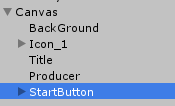 Canvas
BackGround
Icon_1
Title
Producer
StartButton